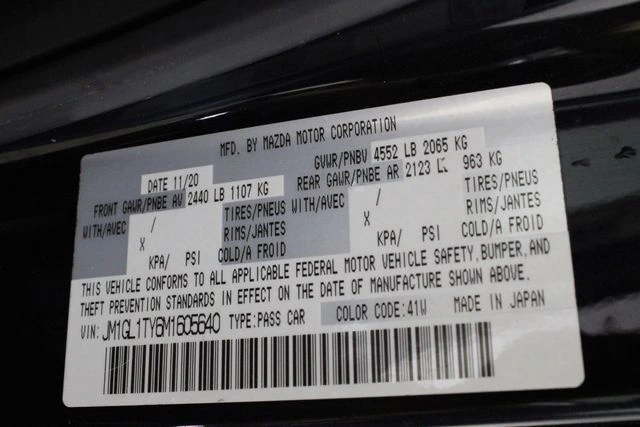 MFD. BY MAZDA MOTOR CORPORATION
DATE 11/20 GVWR/PNBV 4552 LB 2065 KG
FRONT GAWR/PNBE AV 2440 LB 1107 KG REAR GAWR/PNBE AR 2123 L 963 KG
WITH/AVEC / TIRES/PNEUS WITH/AVEC / TIRES/PNEUS
X RIMS/JANTES X RIMS/JANTES
KPA/ PSI COLD/A FROID KPA/ PSI COLD/A FROID
THIS VEHICLE CONFORMS TO ALL APPLICABLE FEDERAL MOTOR VEHICLE SAFETY, BUMPER, AND
THEFT PREVENTION STANDARDS IN EFFECT ON THE DATE OF MANUFACTURE SHOWN ABOVE.
VIN: JM1GL1TY6M1605640 TYPE: PASS CAR COLOR CODE: 41W MADE IN JAPAN